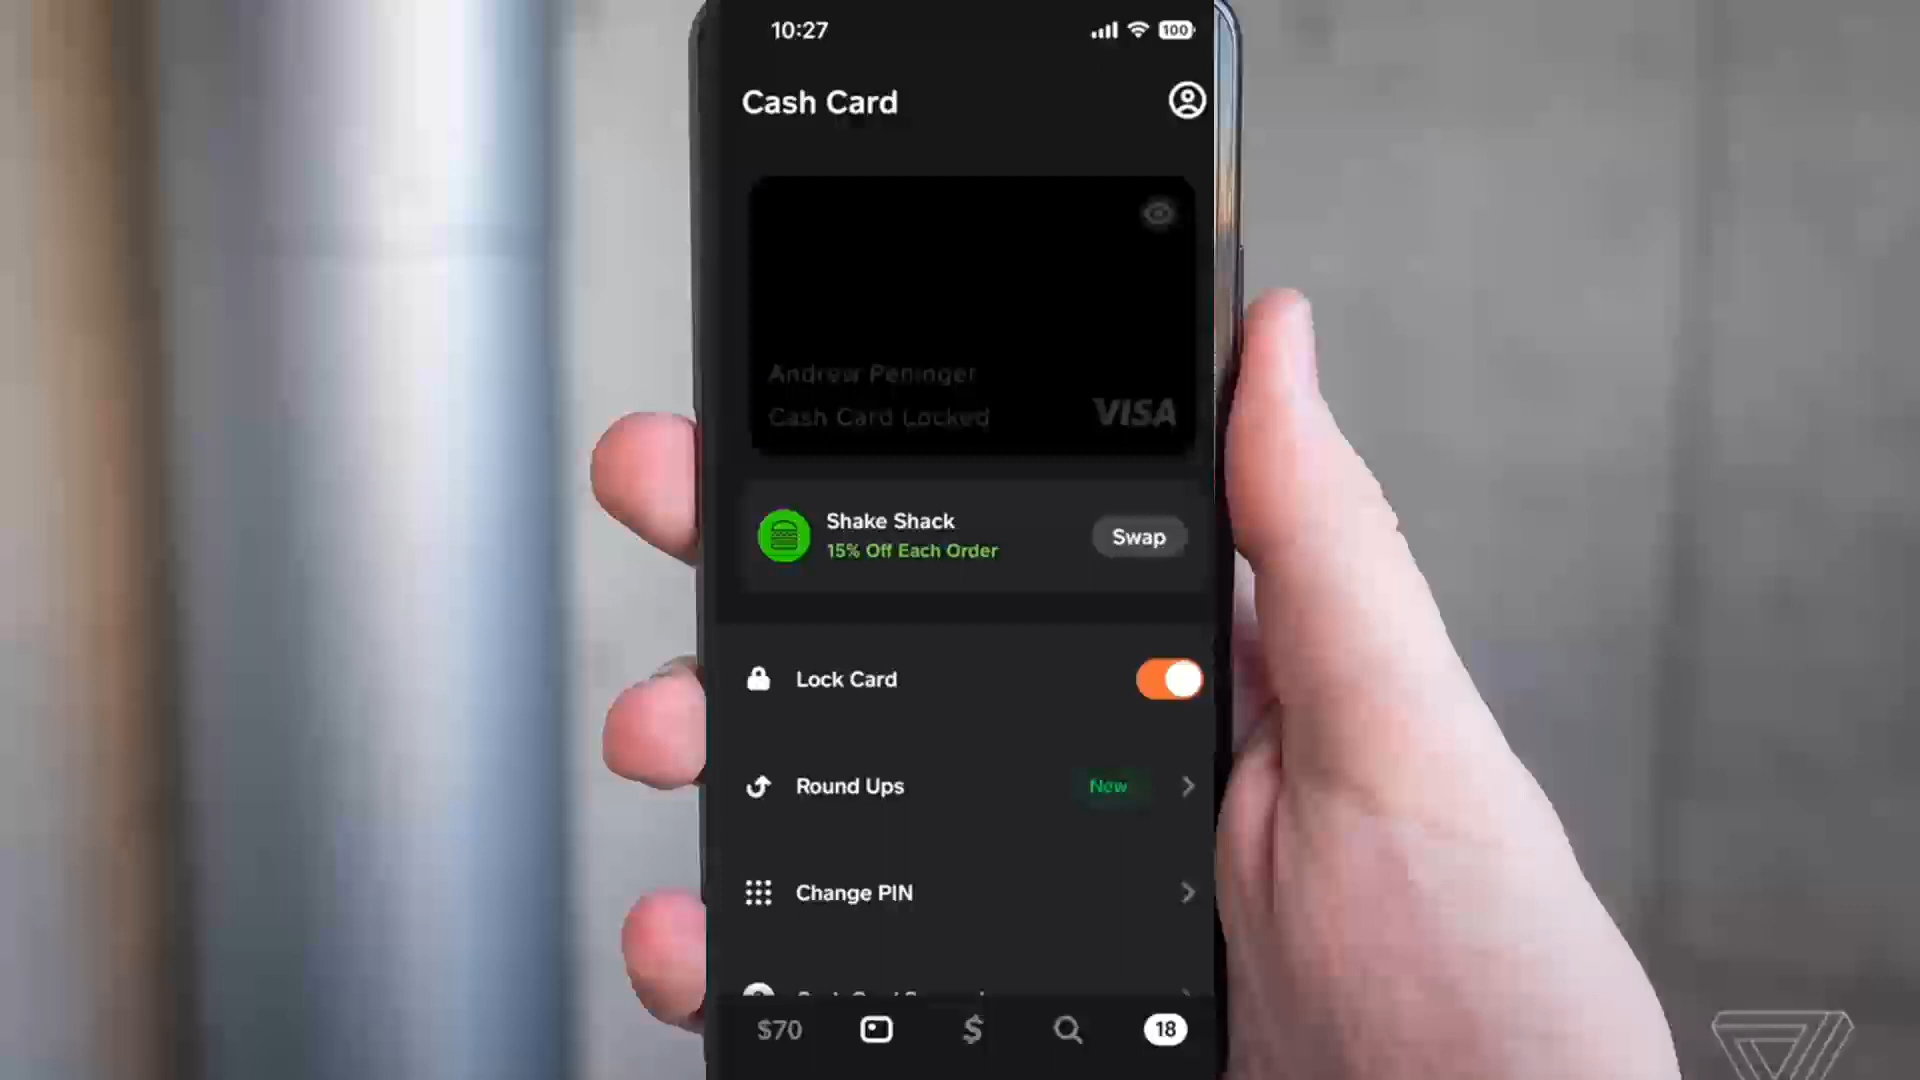 10:27
100
Cash Card
Andrew Peninger
Cash Card Locked
VISA
Shake Shack
15% Off Each Order
Swap
Lock Card
Round Ups
New
Change PIN
$70
$
18